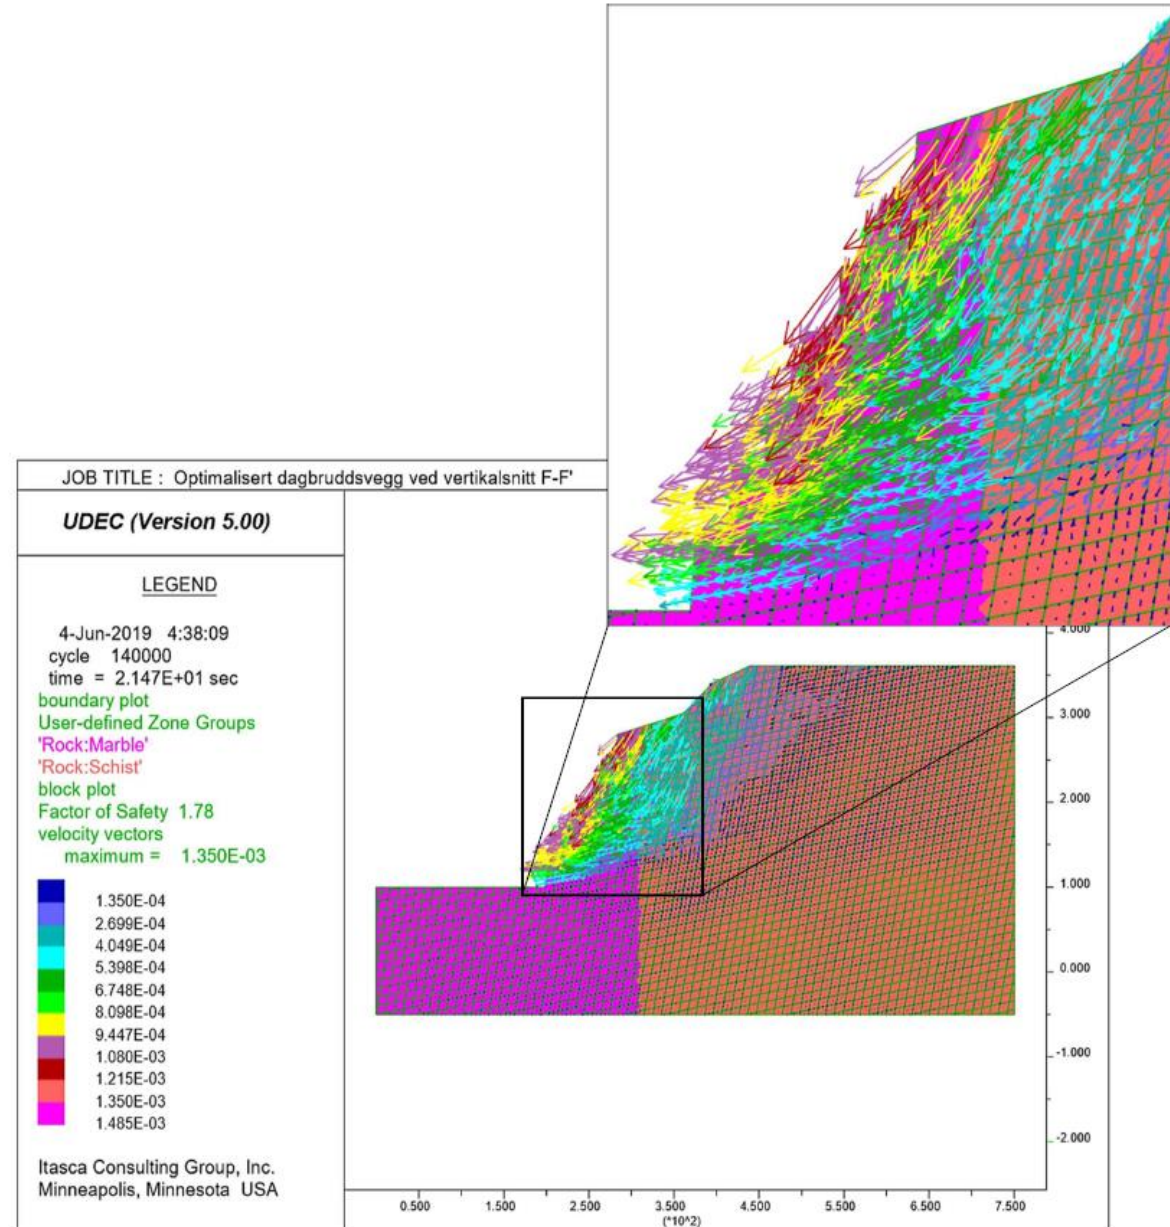 JOB TITLE : Optimalisert dagbruddsvegg ved vertikalsnitt F-F'
UDEC (Version 5.00)
LEGEND
4-Jun-2019 4:38:09
cycle 140000
time = 2.147E+01 sec
boundary plot
User-defined Zone Groups
'Rock:Marble'
'Rock:Schist'
block plot
Factor of Safety 1.78
velocity vectors
maximum = 1.350E-03
1.350E-04
2.699E-04
4.049E-04
5.398E-04
6.748E-04
8.098E-04
9.447E-04
1.080E-03
1.215E-03
1.350E-03
1.485E-03
Itasca Consulting Group, Inc.
Minneapolis, Minnesota USA
4.000
3.000
2.000
1.000
0.000
-1.000
-2.000
0.500 1.500 2.500 3.500 4.500 5.500 6.500 7.500
(*10^2)